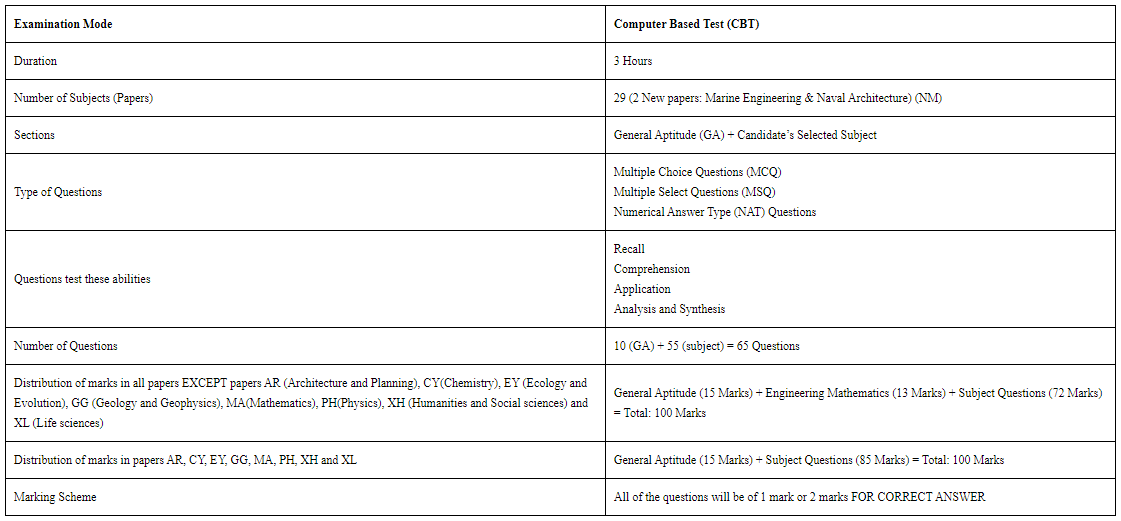 Examination Mode
Computer Based Test (CBT)
Duration
3 Hours
Number of Subjects (Papers)
29 (2 New papers: Marine Engineering & Naval Architecture) (NM)
Sections
General Aptitude (GA) + Candidate’s Selected Subject
Type of Questions
Multiple Choice Questions (MCQ)
Multiple Select Questions (MSQ)
Numerical Answer Type (NAT) Questions
Questions test these abilities
Recall
Comprehension
Application
Analysis and Synthesis
Number of Questions
10 (GA) + 55 (subject) = 65 Questions
Distribution of marks in all papers EXCEPT papers AR (Architecture and Planning), CY(Chemistry), EY (Ecology and
Evolution), GG (Geology and Geophysics), MA(Mathematics), PH(Physics), XH (Humanities and Social sciences) and
XL (Life sciences)
General Aptitude (15 Marks) + Engineering Mathematics (13 Marks) + Subject Questions (72 Marks)
= Total: 100 Marks
Distribution of marks in papers AR, CY, EY, GG, MA, PH, XH and XL
General Aptitude (15 Marks) + Subject Questions (85 Marks) = Total: 100 Marks
Marking Scheme
All of the questions will be of 1 mark or 2 marks FOR CORRECT ANSWER